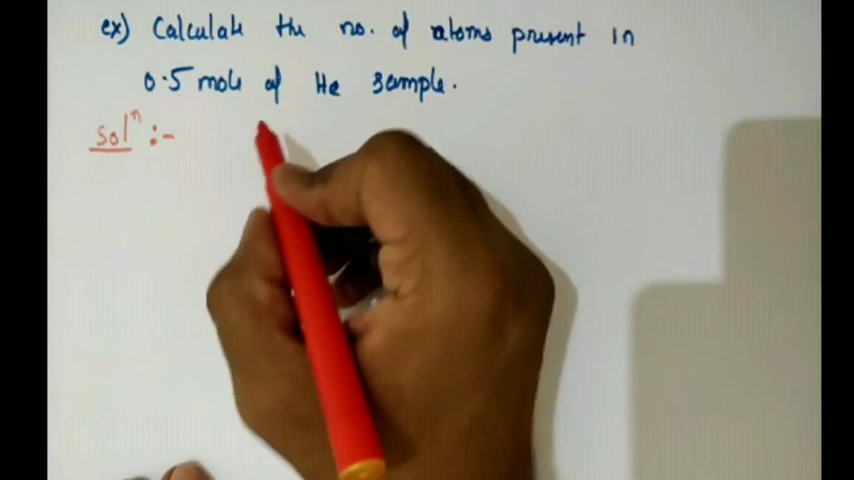 ex) Calculate the no. of atoms present in
0.5 mole of He sample.
solⁿ :-